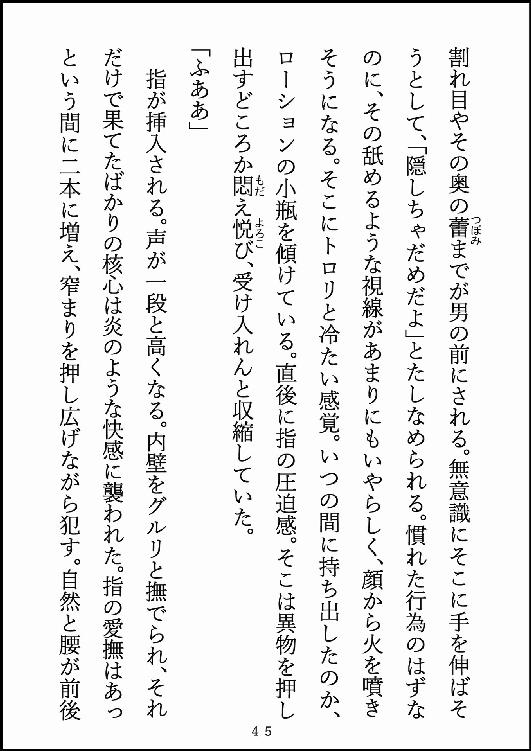 割れ目やその奥の蕾までが男の前にされる。無意識にそこに手を伸ばそ
うとして、「隠しちゃだめだよ」とたしなめられる。慣れた行為のはずな
のに、その舐めるような視線があまりにもいやらしく、顔から火を噴き
そうになる。そこにトロリと冷たい感覚。いつの間に持ち出したのか、
ローションの小瓶を傾けている。直後に指の圧迫感。そこは異物を押し
出すどころか悶え悦び、受け入れんと収縮していた。
「ふああ」
指が挿入される。声が一段と高くなる。内壁をグルリと撫でられ、それ
だけで果てたばかりの核心は炎のような快感に襲われた。指の愛撫はあっ
という間に二本に増え、窄まりを押し広げながら犯す。自然と腰が前後
45